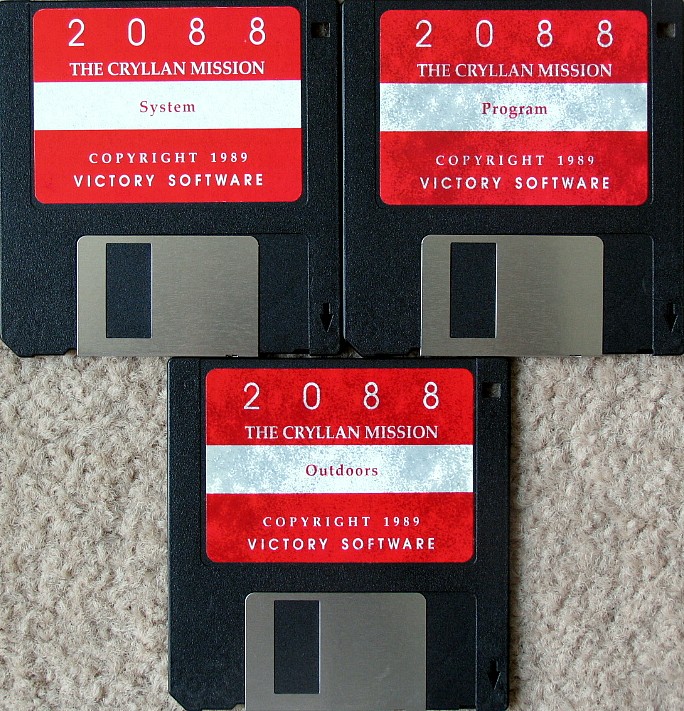 2 0 8 8
THE CRYLLAN MISSION
System
COPYRIGHT 1989
VICTORY SOFTWARE
2 0 8 8
THE CRYLLAN MISSION
Program
COPYRIGHT 1989
VICTORY SOFTWARE
2 0 8 8
THE CRYLLAN MISSION
Outdoors
COPYRIGHT 1989
VICTORY SOFTWARE